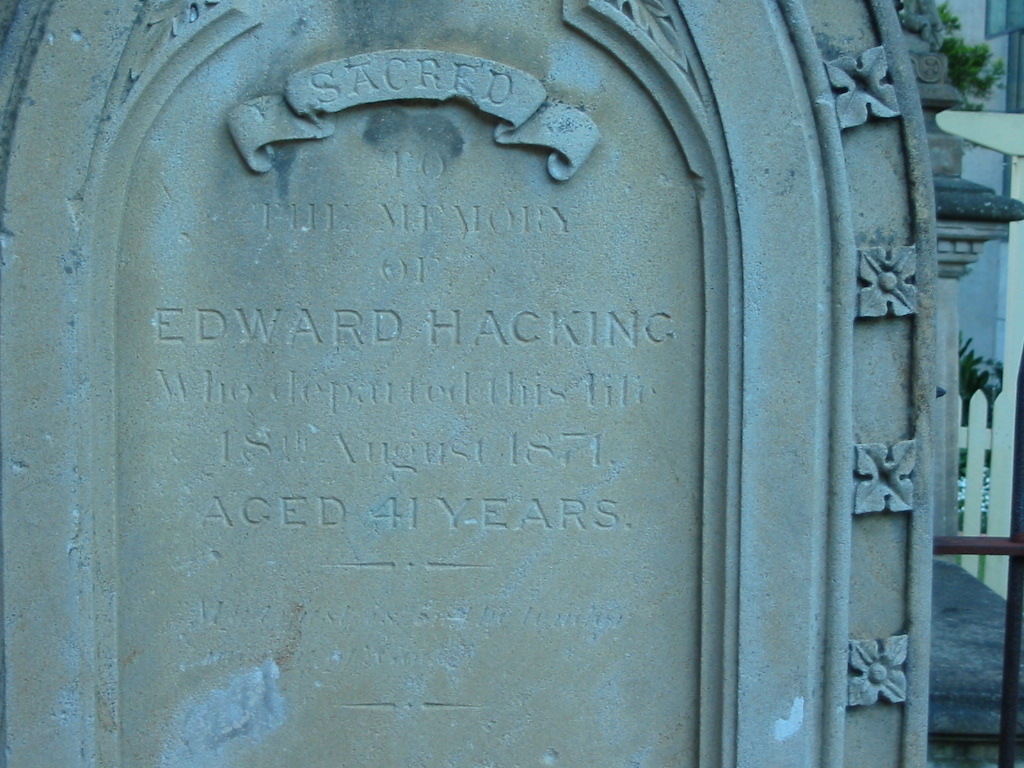 SACRED
TO
THE MEMORY
OF
EDWARD HACKING
Who departed this life
18th August 1871,
AGED 41 YEARS.